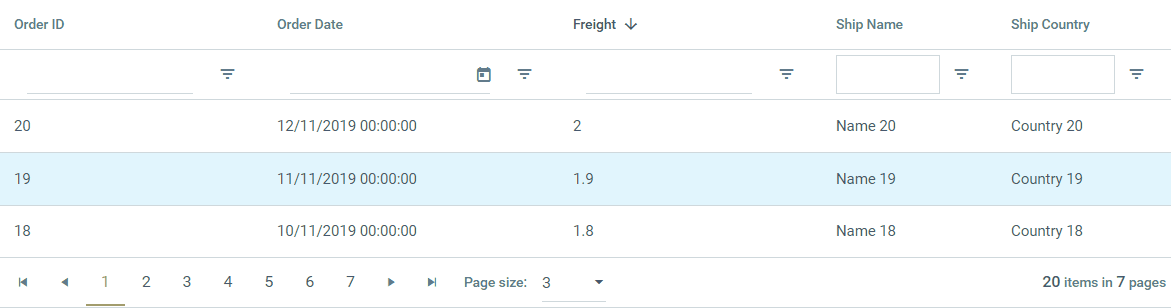 Order ID Order Date Freight Ship Name Ship Country
20 12/11/2019 00:00:00 2 Name 20 Country 20
19 11/11/2019 00:00:00 1.9 Name 19 Country 19
18 10/11/2019 00:00:00 1.8 Name 18 Country 18
1 2 3 4 5 6 7 Page size: 3 20 items in 7 pages